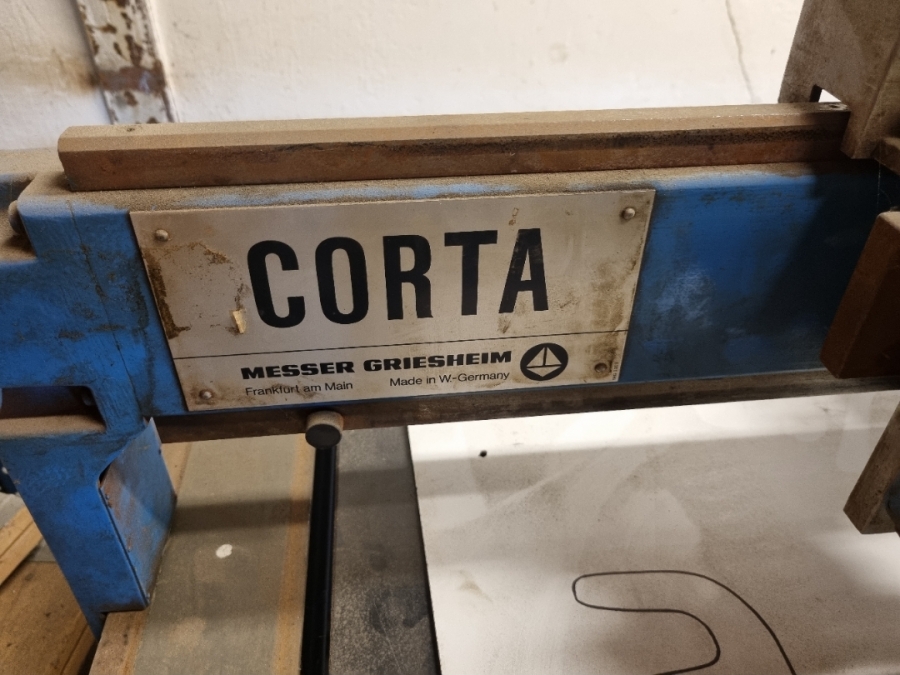 CORTA
MESSER GRIESHEIM
Frankfurt am Main Made in W.-Germany